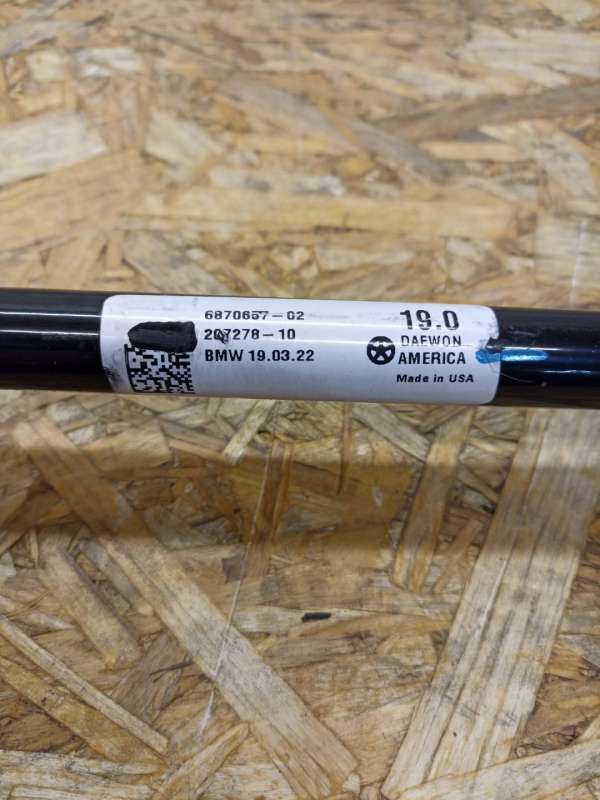 6870657-02
207278-10
BMW 19.03.22
19.0
DAEWON
AMERICA
Made in USA